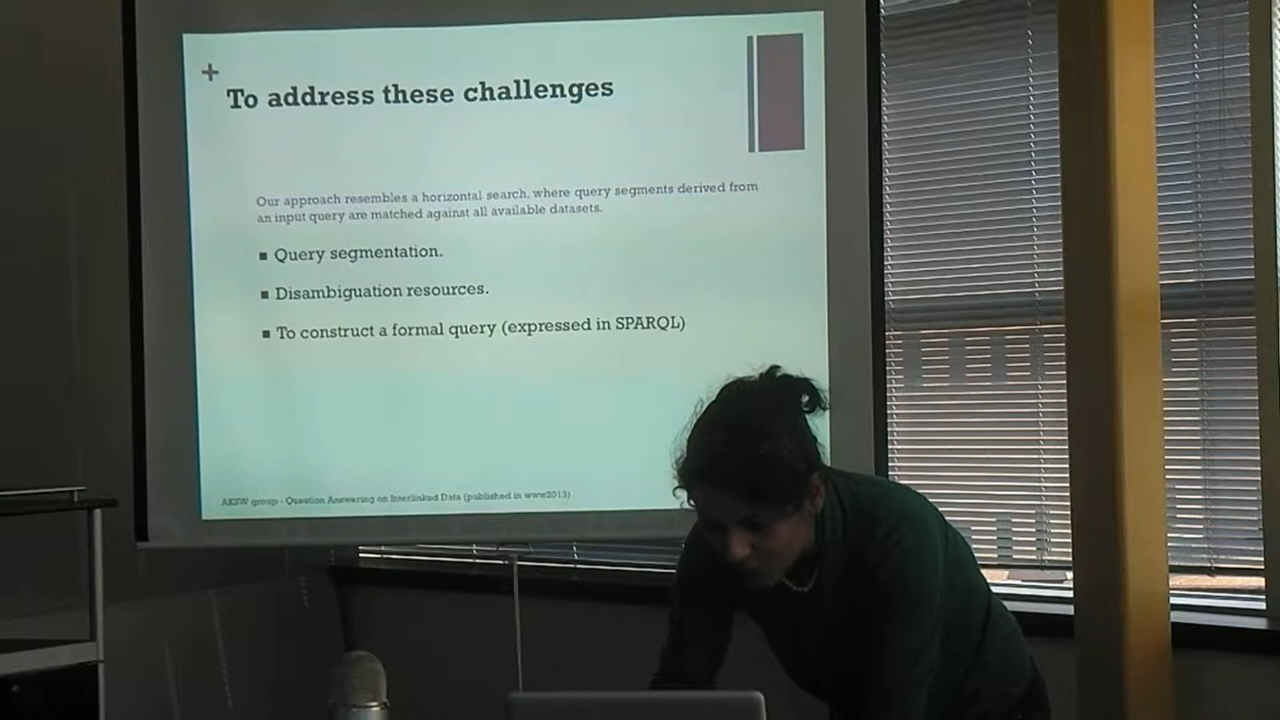 +
To address these challenges
Our approach resembles a horizontal search, where query segments derived from
an input query are matched against all available datasets.
Query segmentation.
Disambiguation resources.
To construct a formal query (expressed in SPARQL)
AKSW group - Question Answering on Interlinked Data (published in www2013)